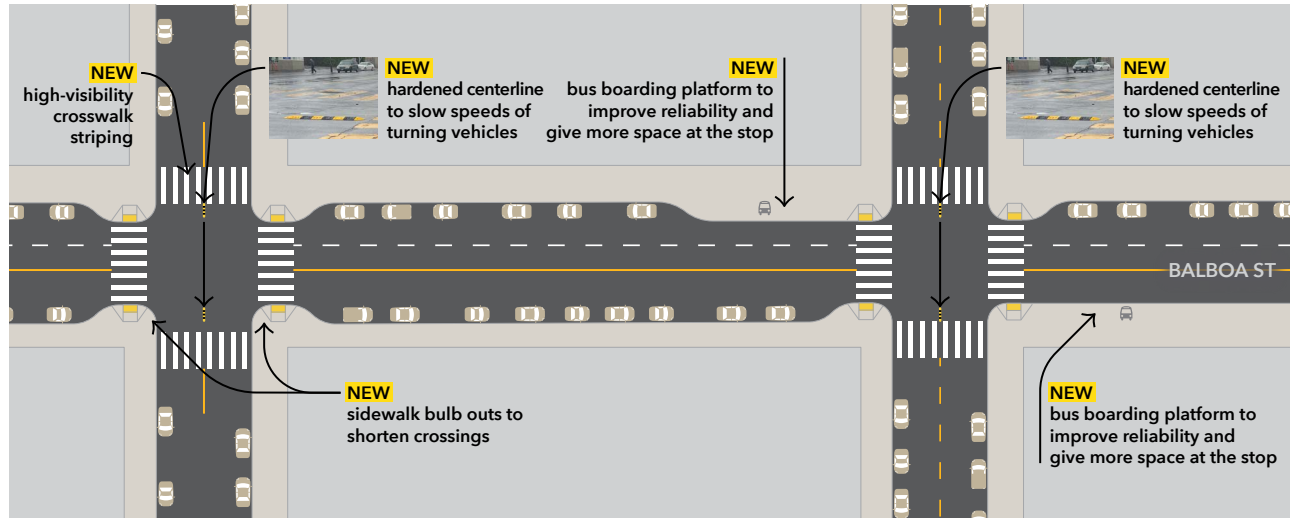 NEW
high-visibility
crosswalk
striping
NEW
hardened centerline
to slow speeds of
turning vehicles
NEW
bus boarding platform to
improve reliability and
give more space at the stop
NEW
hardened centerline
to slow speeds of
turning vehicles
BALBOA ST
NEW
sidewalk bulb outs to
shorten crossings
NEW
bus boarding platform to
improve reliability and
give more space at the stop